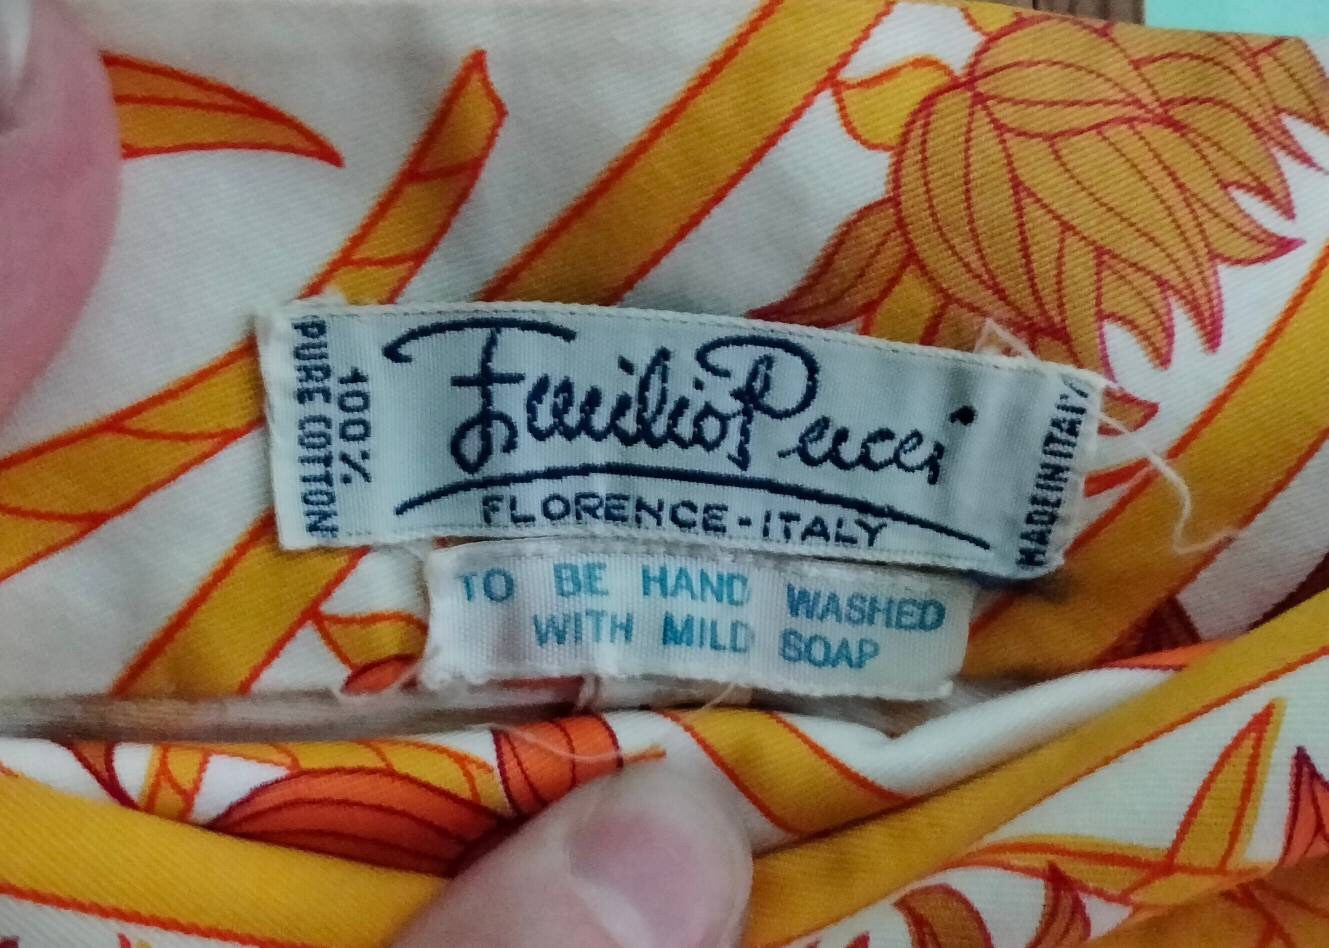 100%
PURE COTTON
Emilio Pucci
FLORENCE-ITALY
MADE IN ITALY
TO BE HAND WASHED
WITH MILD SOAP